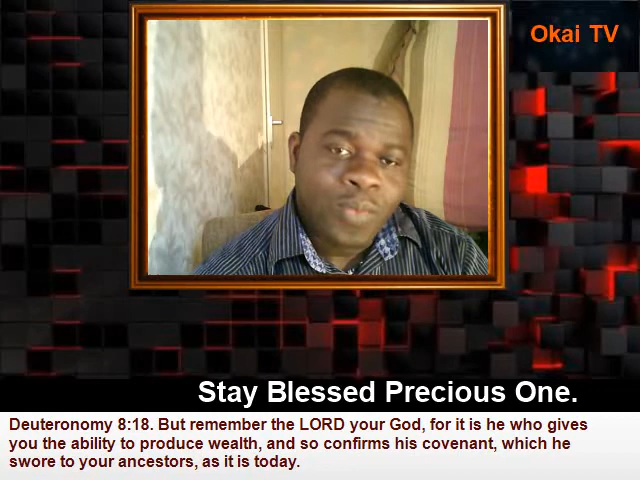 Okai TV
Stay Blessed Precious One.
Deuteronomy 8:18. But remember the LORD your God, for it is he who gives
you the ability to produce wealth, and so confirms his covenant, which he
swore to your ancestors, as it is today.